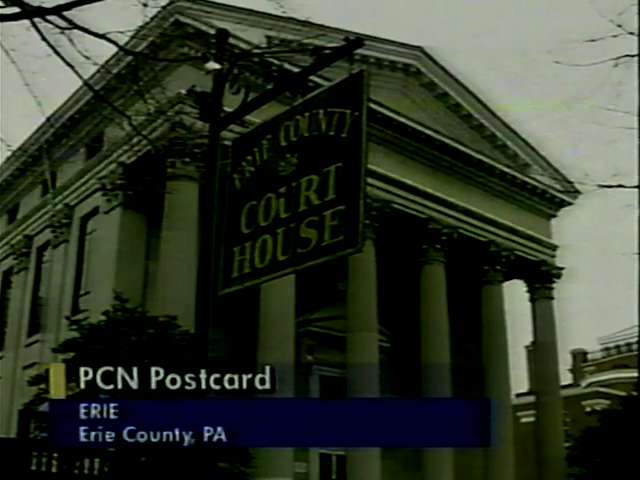 ERIE COUNTY
COURT
HOUSE
PCN Postcard
ERIE
Erie County, PA